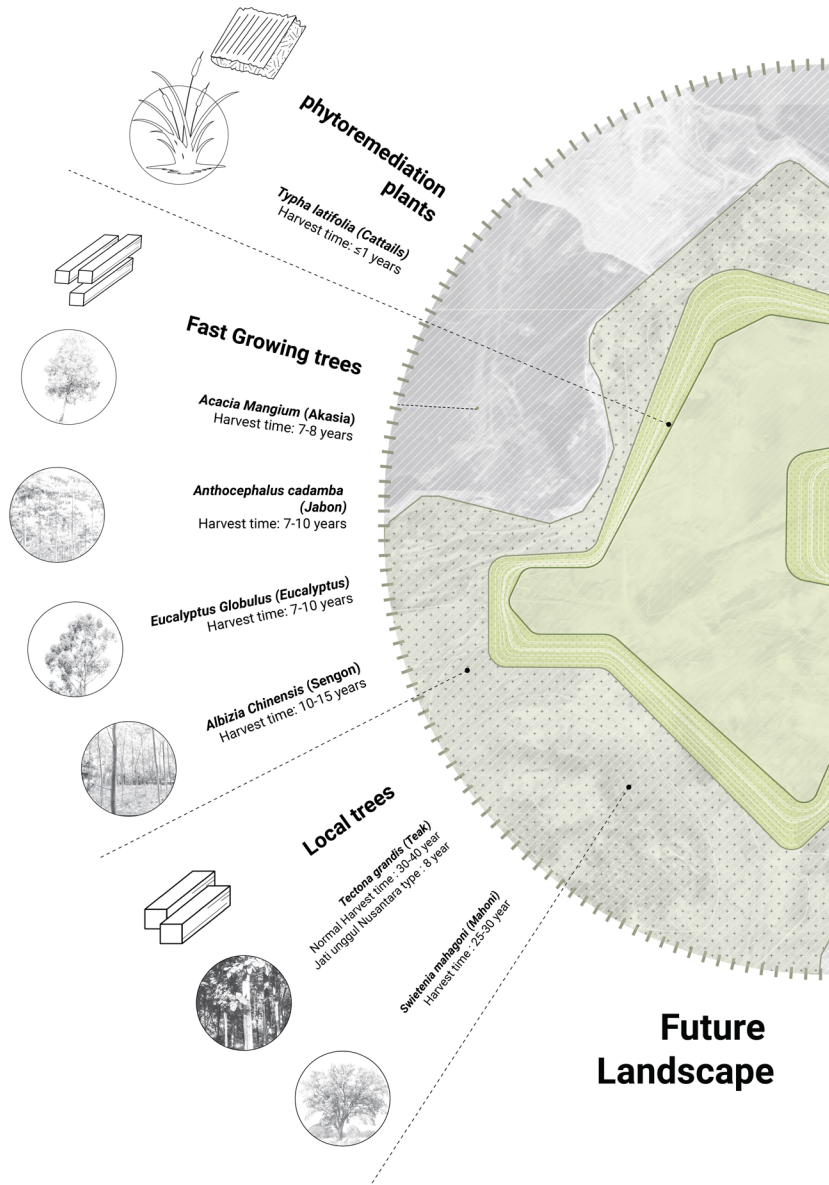 phytoremediation
plants
Typha latifolia (Cattails)
Harvest time: ≤1 years
Fast Growing trees
Acacia Mangium (Akasia)
Harvest time: 7-8 years
Anthocephalus cadamba
(Jabon)
Harvest time: 7-10 years
Eucalyptus Globulus (Eucalyptus)
Harvest time: 7-10 years
Albizia Chinensis (Sengon)
Harvest time: 10-15 years
Local trees
Tectona grandis (Teak)
Normal Harvest time : 30-40 year
Jati unggul Nusantara type : 8 year
Swietenia mahagoni (Mahoni)
Harvest time : 25-30 year
Future
Landscape